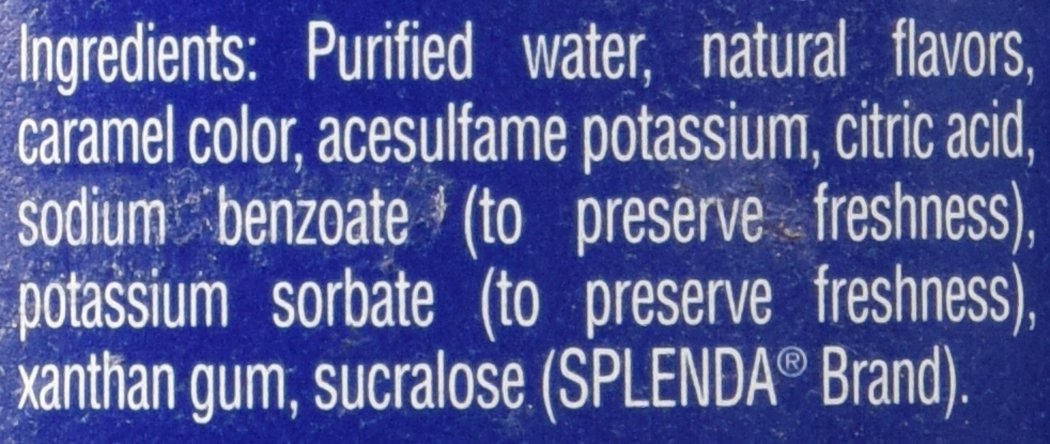 Ingredients: Purified water, natural flavors,
caramel color, acesulfame potassium, citric acid,
sodium benzoate (to preserve freshness),
potassium sorbate (to preserve freshness),
xanthan gum, sucralose (SPLENDA® Brand).